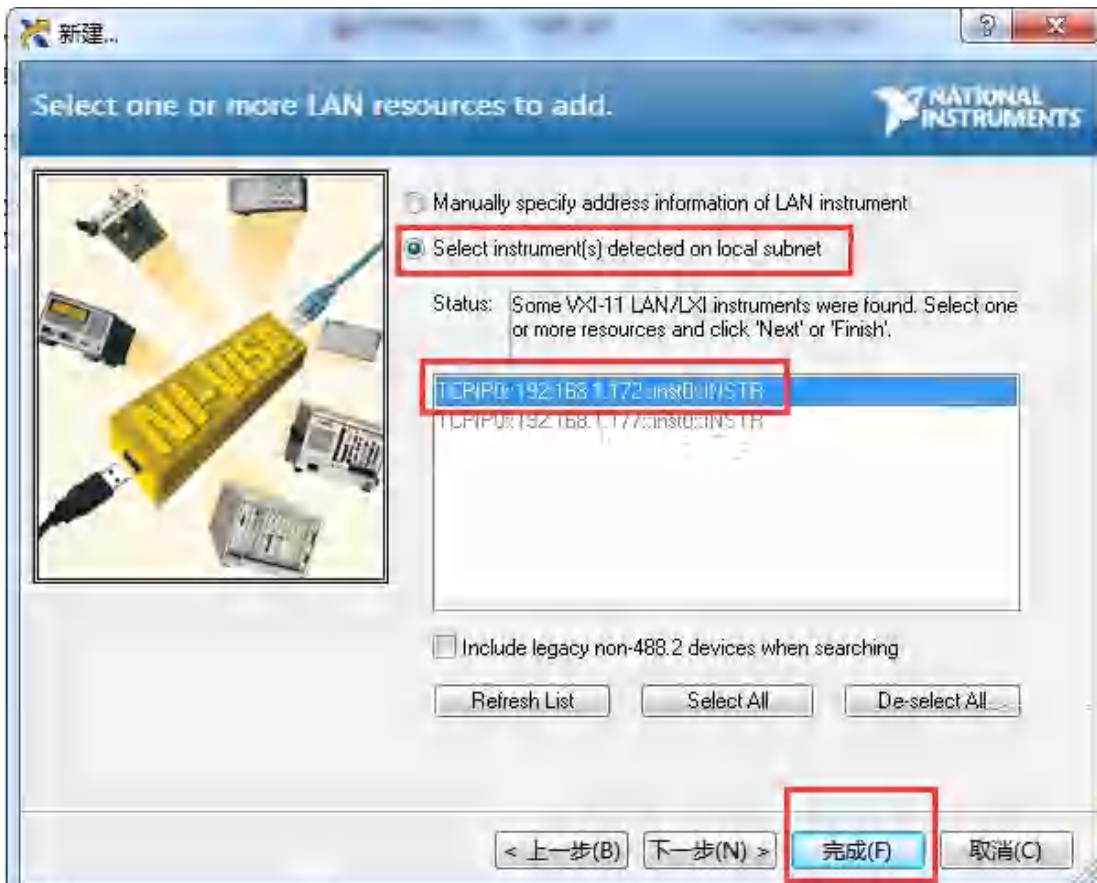 新建...
Select one or more LAN resources to add.
NATIONAL
INSTRUMENTS
Manually specify address information of LAN instrument
Select instrument(s) detected on local subnet
Status:
Some VXI-11 LAN/LXI instruments were found. Select one
or more resources and click 'Next' or 'Finish'.
NI-VISA
TCPIP0::192.168.1.172::inst0::INSTR
TCPIP0::192.168.1.177::inst0::INSTR
Include legacy non-488.2 devices when searching
Refresh List
Select All
De-select All
< 上一步(B)
下一步(N) >
完成(F)
取消(C)